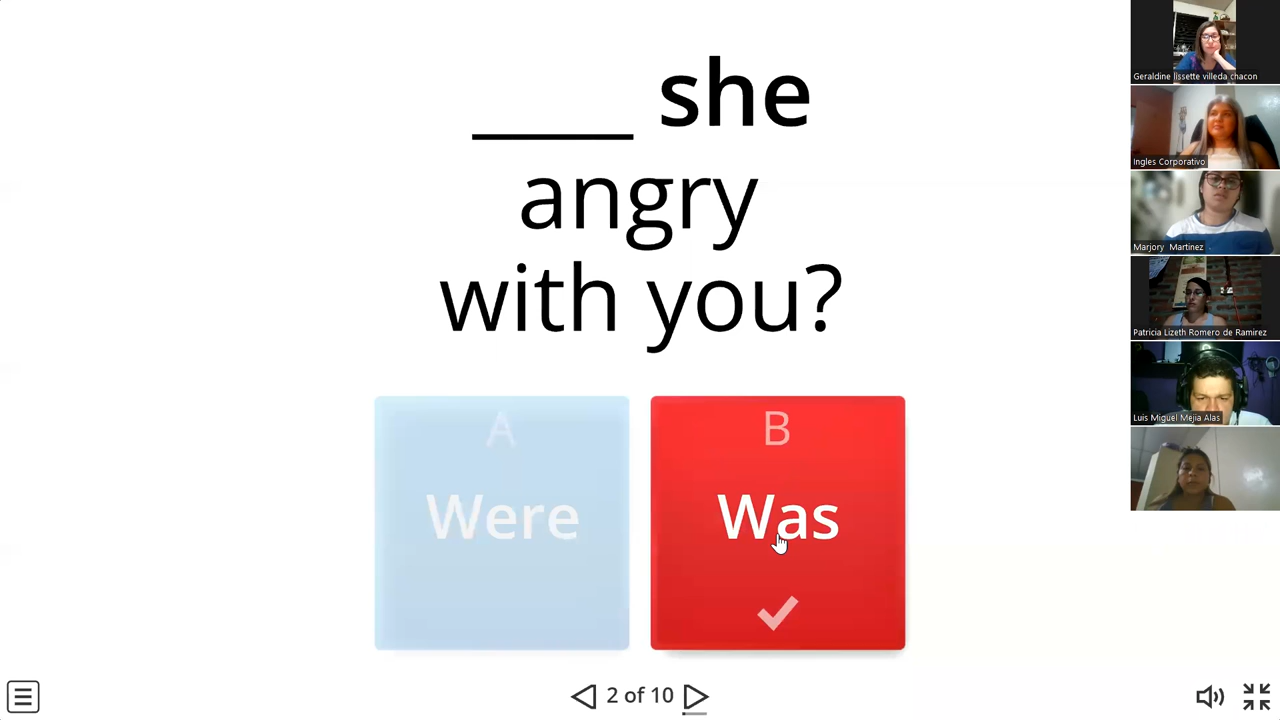 _____ she
angry
with you?
A
Were
B
Was
2 of 10
Geraldine lissette villeda chacon
Ingles Corporativo
Marjory Martinez
Patricia Lizeth Romero de Ramirez
Luis Miguel Mejia Alas